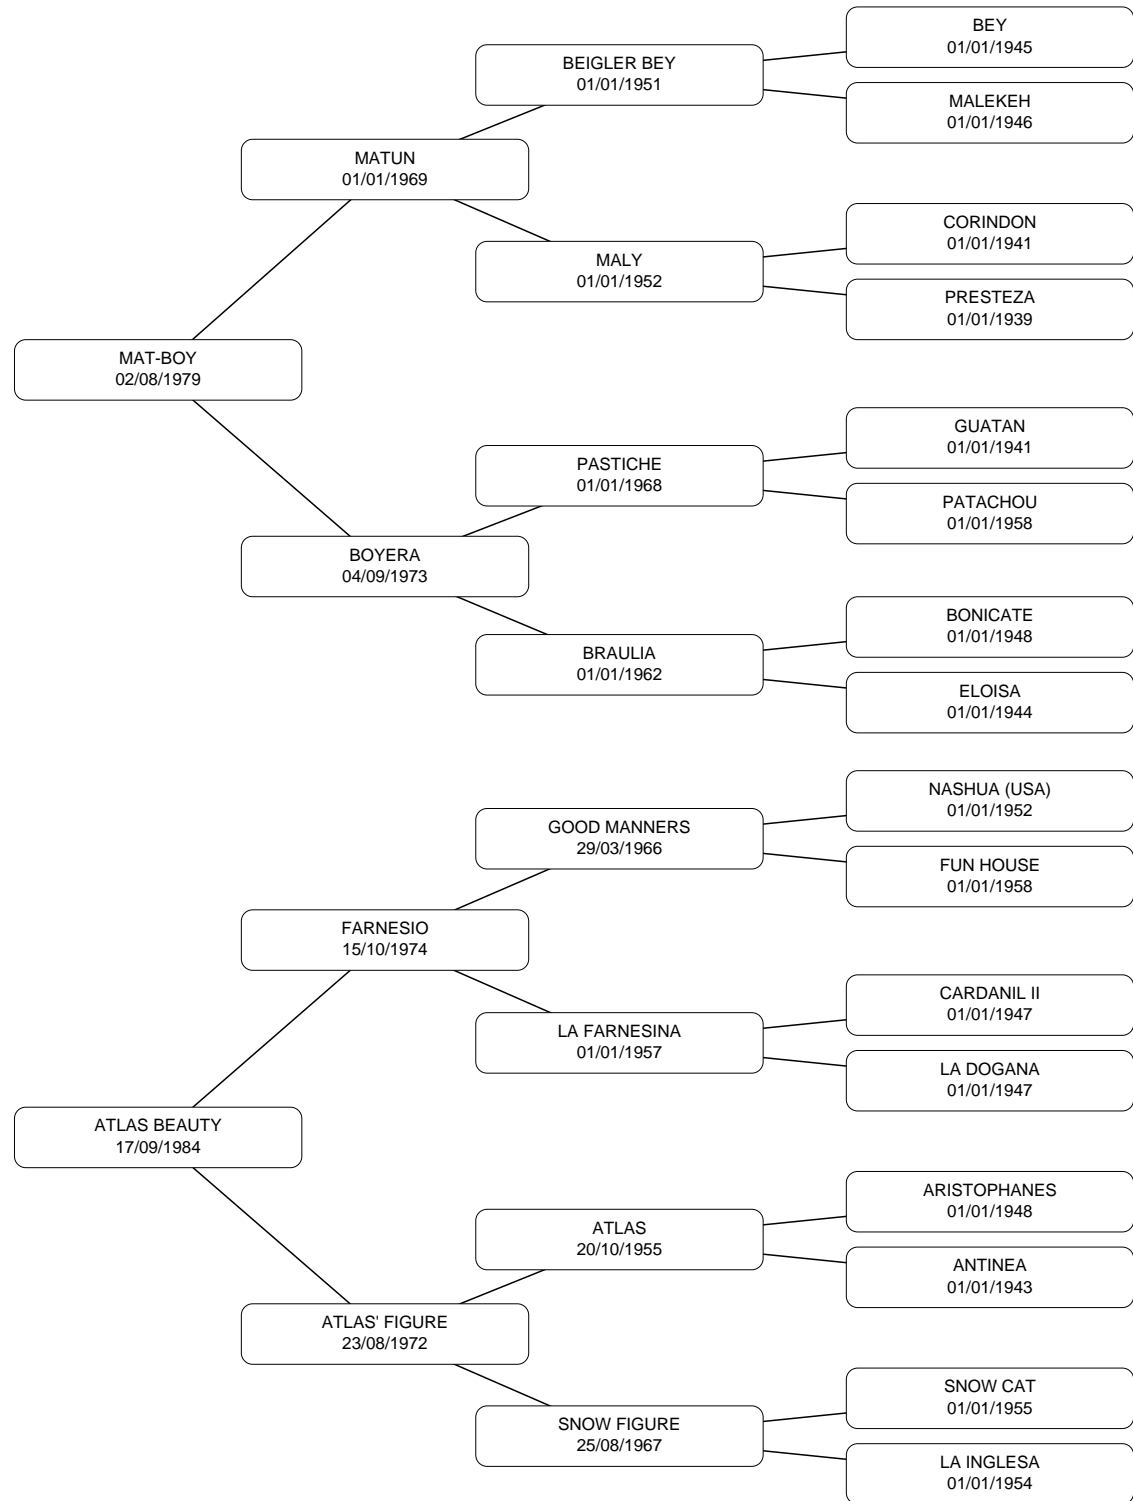 BEY
01/01/1945
BEIGLER BEY
01/01/1951
MALEKEH
01/01/1946
MATUN
01/01/1969
CORINDON
01/01/1941
MALY
01/01/1952
PRESTEZA
01/01/1939
MAT-BOY
02/08/1979
GUATAN
01/01/1941
PASTICHE
01/01/1968
PATACHOU
01/01/1958
BOYERA
04/09/1973
BONICATE
01/01/1948
BRAULIA
01/01/1962
ELOISA
01/01/1944
NASHUA (USA)
01/01/1952
GOOD MANNERS
29/03/1966
FUN HOUSE
01/01/1958
FARNESIO
15/10/1974
CARDANIL II
01/01/1947
LA FARNESINA
01/01/1957
LA DOGANA
01/01/1947
ATLAS BEAUTY
17/09/1984
ARISTOPHANES
01/01/1948
ATLAS
20/10/1955
ANTINEA
01/01/1943
ATLAS' FIGURE
23/08/1972
SNOW CAT
01/01/1955
SNOW FIGURE
25/08/1967
LA INGLESA
01/01/1954